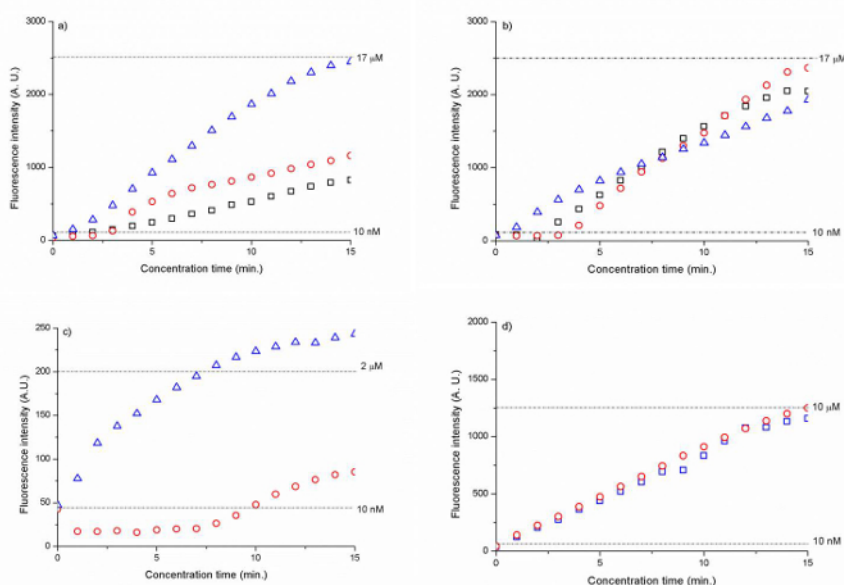 a)
3000
2000
1000
0
0
5
10
15
17 µM
10 nM
Fluorescence intensity (A. U.)
Concentration time (min.)
b)
3000
2000
1000
0
0
5
10
15
17 µM
10 nM
Fluorescence intensity (A. U.)
Concentration time (min.)
c)
250
200
150
100
50
0
0
5
10
15
2 µM
10 nM
Fluorescence intensity (A. U.)
Concentration time (min.)
d)
2000
1500
1000
500
0
0
5
10
15
10 µM
10 nM
Fluorescence intensity (A. U.)
Concentration time (min.)